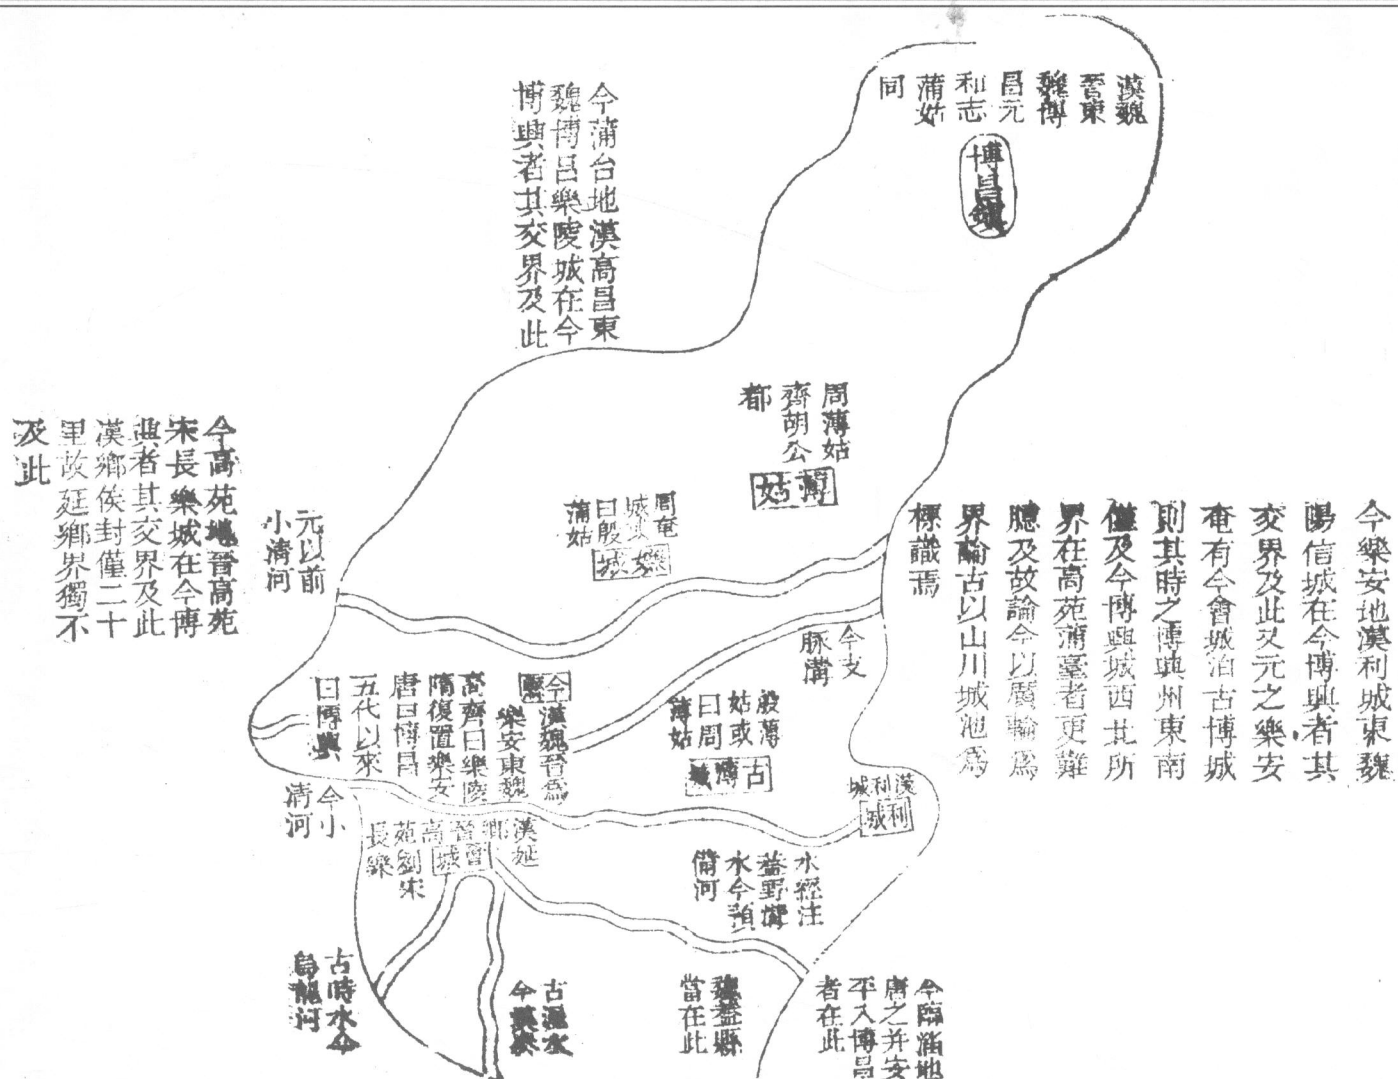 漢魏
晉東
魏博
昌元
和志
蒲姑
同
博昌鎮
今蒲台地漢高昌東
魏博昌樂陵城在今
博興者其交界及此
周薄姑
齊胡公
都
薄姑
周奄
城
曰殷
蒲姑
城
今高苑地晉高苑
宋長樂城在今博
興者其交界及此
漢鄉侯封僅二十
里故延鄉界獨不
及此
元以前
小清河
今樂安地漢利城東魏
陽信城在今博興者其
交界及此又元之樂安
奄有今會城泊古博城
則其時之博興州東南
僅及今博興城西北所
界在高苑蒲臺者更難
臆及故論今以廣輪為
界論古以山川城池為
標識焉
今支
脈溝
今縣
漢魏晉為
樂安東魏
高齊曰樂陵
隋復置樂安
唐曰博昌
五代以來
曰博興
殷薄
姑或
曰周
薄姑
古博城
漢利城
利城
今小
清河
漢延
鄉
晉
高
苑劉宋
長樂
會城
水經注
水今預
備河
古時水今
烏龍河
古濕水
今
魏益縣
當在此
今臨淄地
唐之并安
平入博昌
者在此